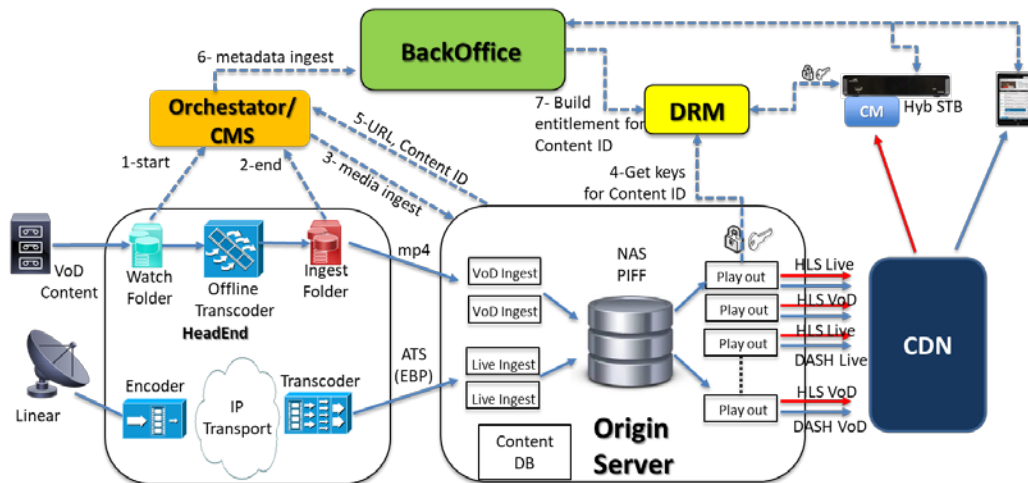 BackOffice
6- metadata ingest
Orchestator/
CMS
5-URL, Content ID
7- Build
entitlement for
Content ID
DRM
CM
Hyb STB
1-start
2-end
3- media ingest
4-Get keys
for Content ID
VoD
Content
Watch
Folder
Offline
Transcoder
Ingest
Folder
HeadEnd
mp4
VoD Ingest
VoD Ingest
NAS
PIFF
Play out
Play out
Play out
Play out
HLS Live
HLS VoD
HLS Live
DASH Live
HLS VoD
DASH VoD
CDN
Linear
Encoder
IP
Transport
Transcoder
ATS
(EBP)
Live Ingest
Live Ingest
Content
DB
Origin
Server